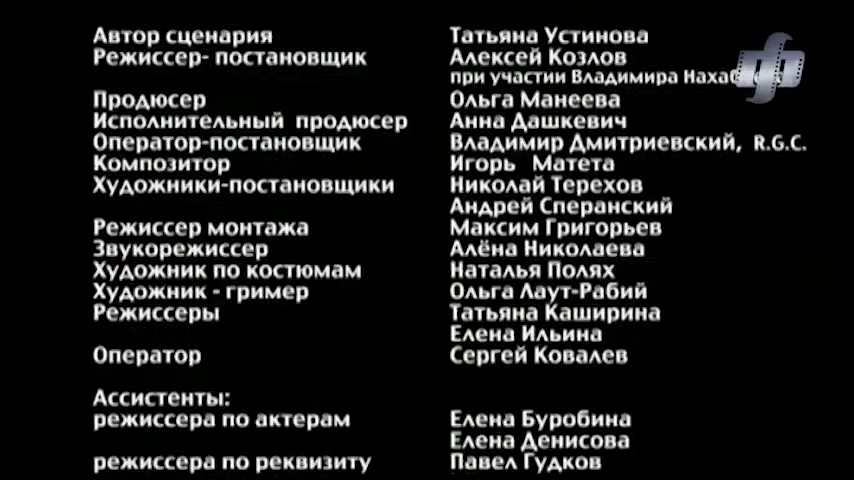 Автор сценария Татьяна Устинова
Режиссер- постановщик Алексей Козлов
при участии Владимира
Продюсер Ольга Манеева
Исполнительный продюсер Анна Дашкевич
Оператор-постановщик Владимир Дмитриевский, R.G.C.
Композитор Игорь Матета
Художники-постановщики Николай Терехов
Андрей Сперанский
Режиссер монтажа Максим Григорьев
Звукорежиссер Алёна Николаева
Художник по костюмам Наталья Полях
Художник - гример Ольга Лаут-Рабий
Режиссеры Татьяна Каширина
Елена Ильина
Оператор Сергей Ковалев
Ассистенты:
режиссера по актерам Елена Буробина
Елена Денисова
режиссера по реквизиту Павел Гудков